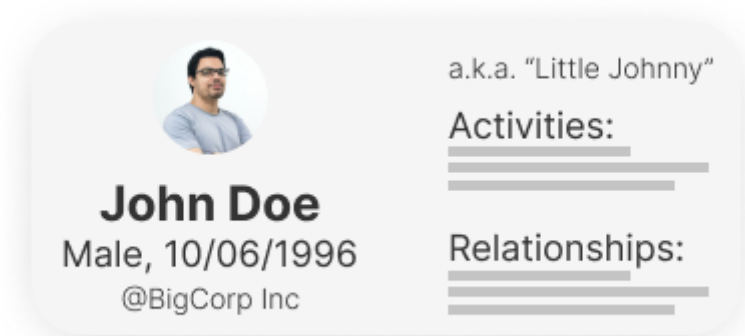 John Doe
Male, 10/06/1996
@BigCorp Inc
a.k.a. “Little Johnny”
Activities:
Relationships: